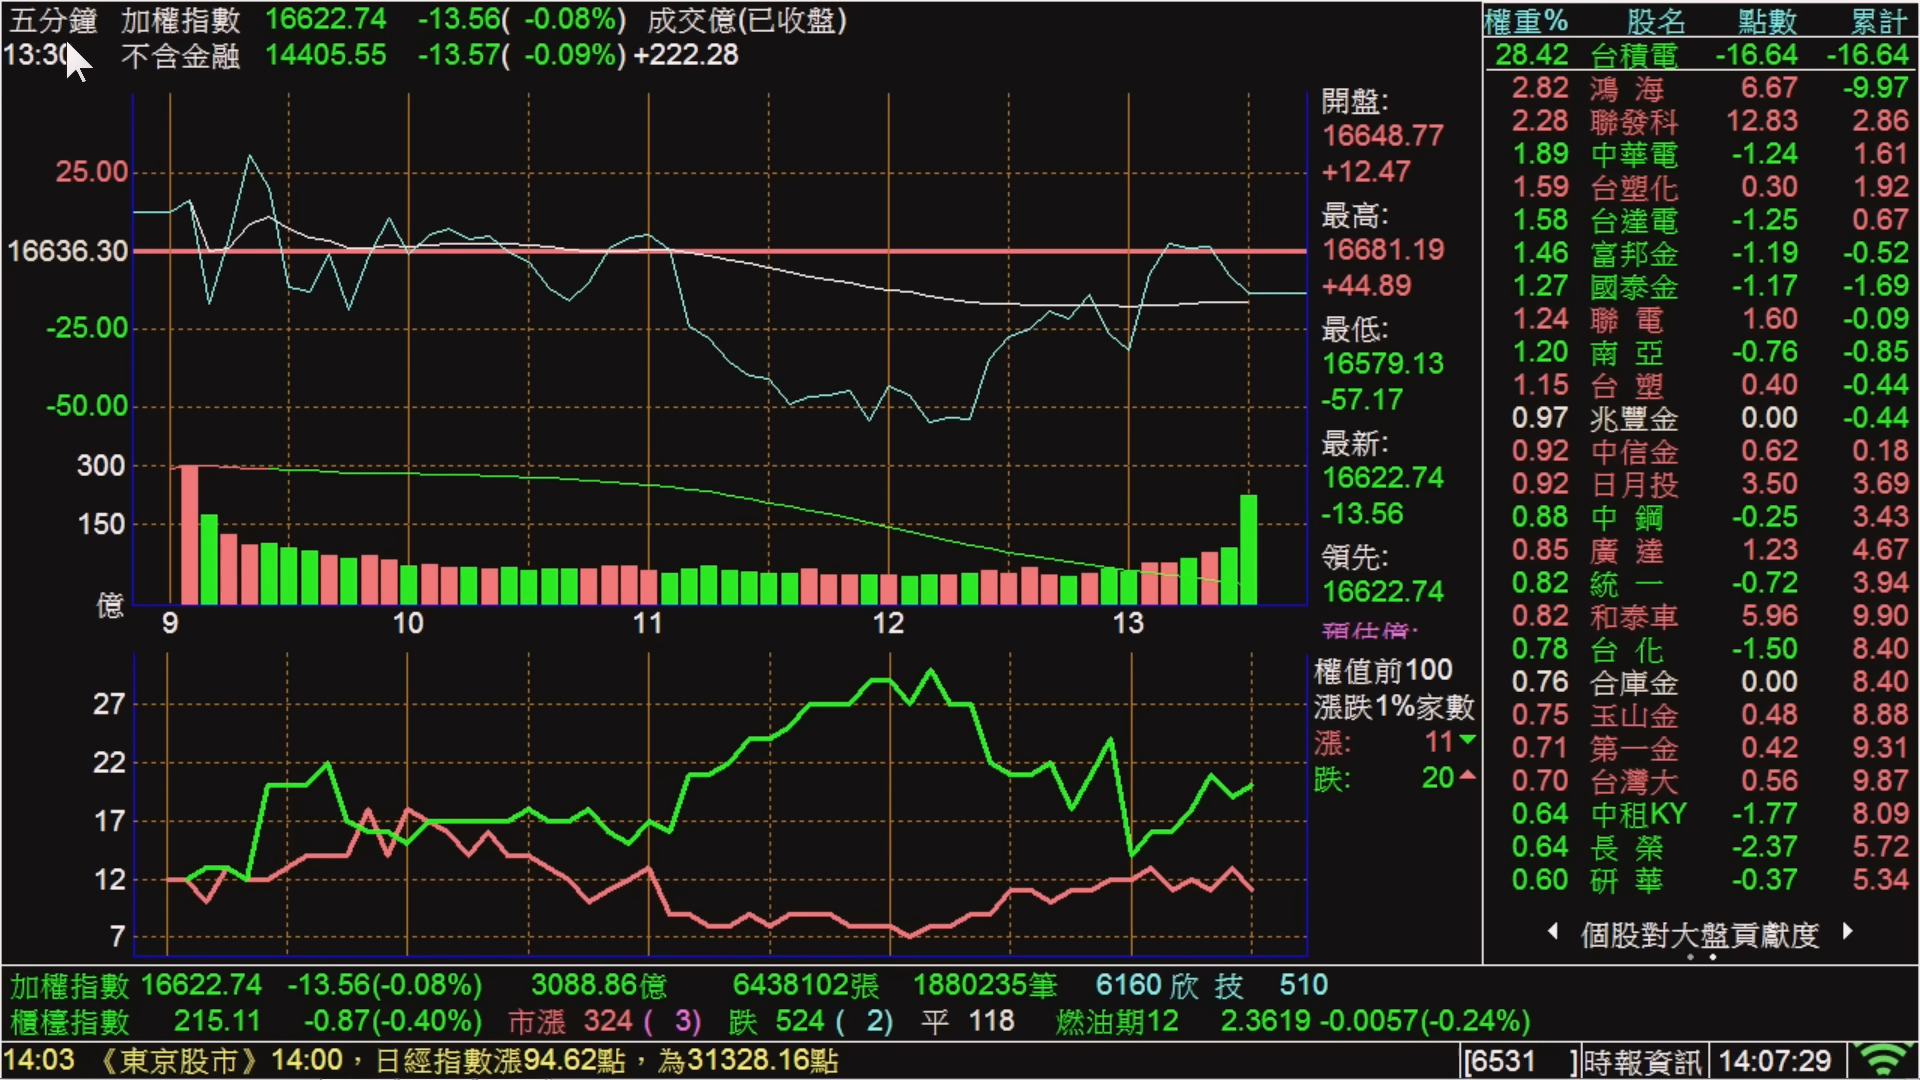 五分鐘 加權指數 16622.74 -13.56( -0.08%) 成交億(已收盤)
13:30 不含金融 14405.55 -13.57( -0.09%) +222.28
25.00
16636.30
-25.00
-50.00
300
150
億
9 10 11 12 13
開盤:
16648.77
+12.47
最高:
16681.19
+44.89
最低:
16579.13
-57.17
最新:
16622.74
-13.56
領先:
16622.74
預估億:
27
22
17
12
7
權值前100
漲跌1%家數
漲: 11
跌: 20
權重% 股名 點數 累計
28.42 台積電 -16.64 -16.64
2.82 鴻 海 6.67 -9.97
2.28 聯發科 12.83 2.86
1.89 中華電 -1.24 1.61
1.59 台塑化 0.30 1.92
1.58 台達電 -1.25 0.67
1.46 富邦金 -1.19 -0.52
1.27 國泰金 -1.17 -1.69
1.24 聯 電 1.60 -0.09
1.20 南 亞 -0.76 -0.85
1.15 台 塑 0.40 -0.44
0.97 兆豐金 0.00 -0.44
0.92 中信金 0.62 0.18
0.92 日月投 3.50 3.69
0.88 中 鋼 -0.25 3.43
0.85 廣 達 1.23 4.67
0.82 統 一 -0.72 3.94
0.82 和泰車 5.96 9.90
0.78 台 化 -1.50 8.40
0.76 合庫金 0.00 8.40
0.75 玉山金 0.48 8.88
0.71 第一金 0.42 9.31
0.70 台灣大 0.56 9.87
0.64 中租KY -1.77 8.09
0.64 長 榮 -2.37 5.72
0.60 研 華 -0.37 5.34
個股對大盤貢獻度
加權指數 16622.74 -13.56(-0.08%) 3088.86億 6438102張 1880235筆 6160 欣 技 510
櫃檯指數 215.11 -0.87(-0.40%) 市漲 324 ( 3) 跌 524 ( 2) 平 118 燃油期12 2.3619 -0.0057(-0.24%)
14:03 《東京股市》14:00，日經指數漲94.62點，為31328.16點 [6531 ] 時報資訊 14:07:29